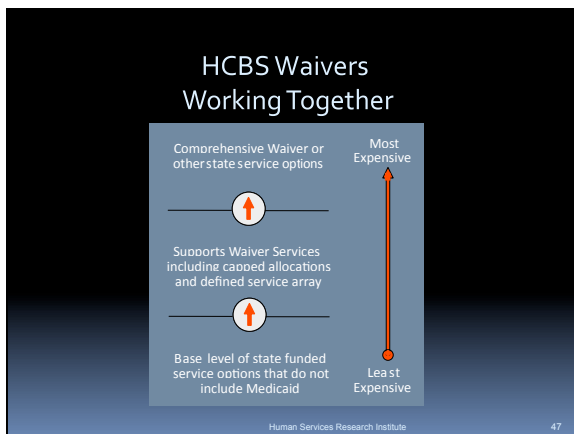 HCBS Waivers
Working Together
Comprehensive Waiver or
other state service options
Most
Expensive
Supports Waiver Services
including capped allocations
and defined service array
Base level of state funded
service options that do not
include Medicaid
Least
Expensive
Human Services Research Institute
47